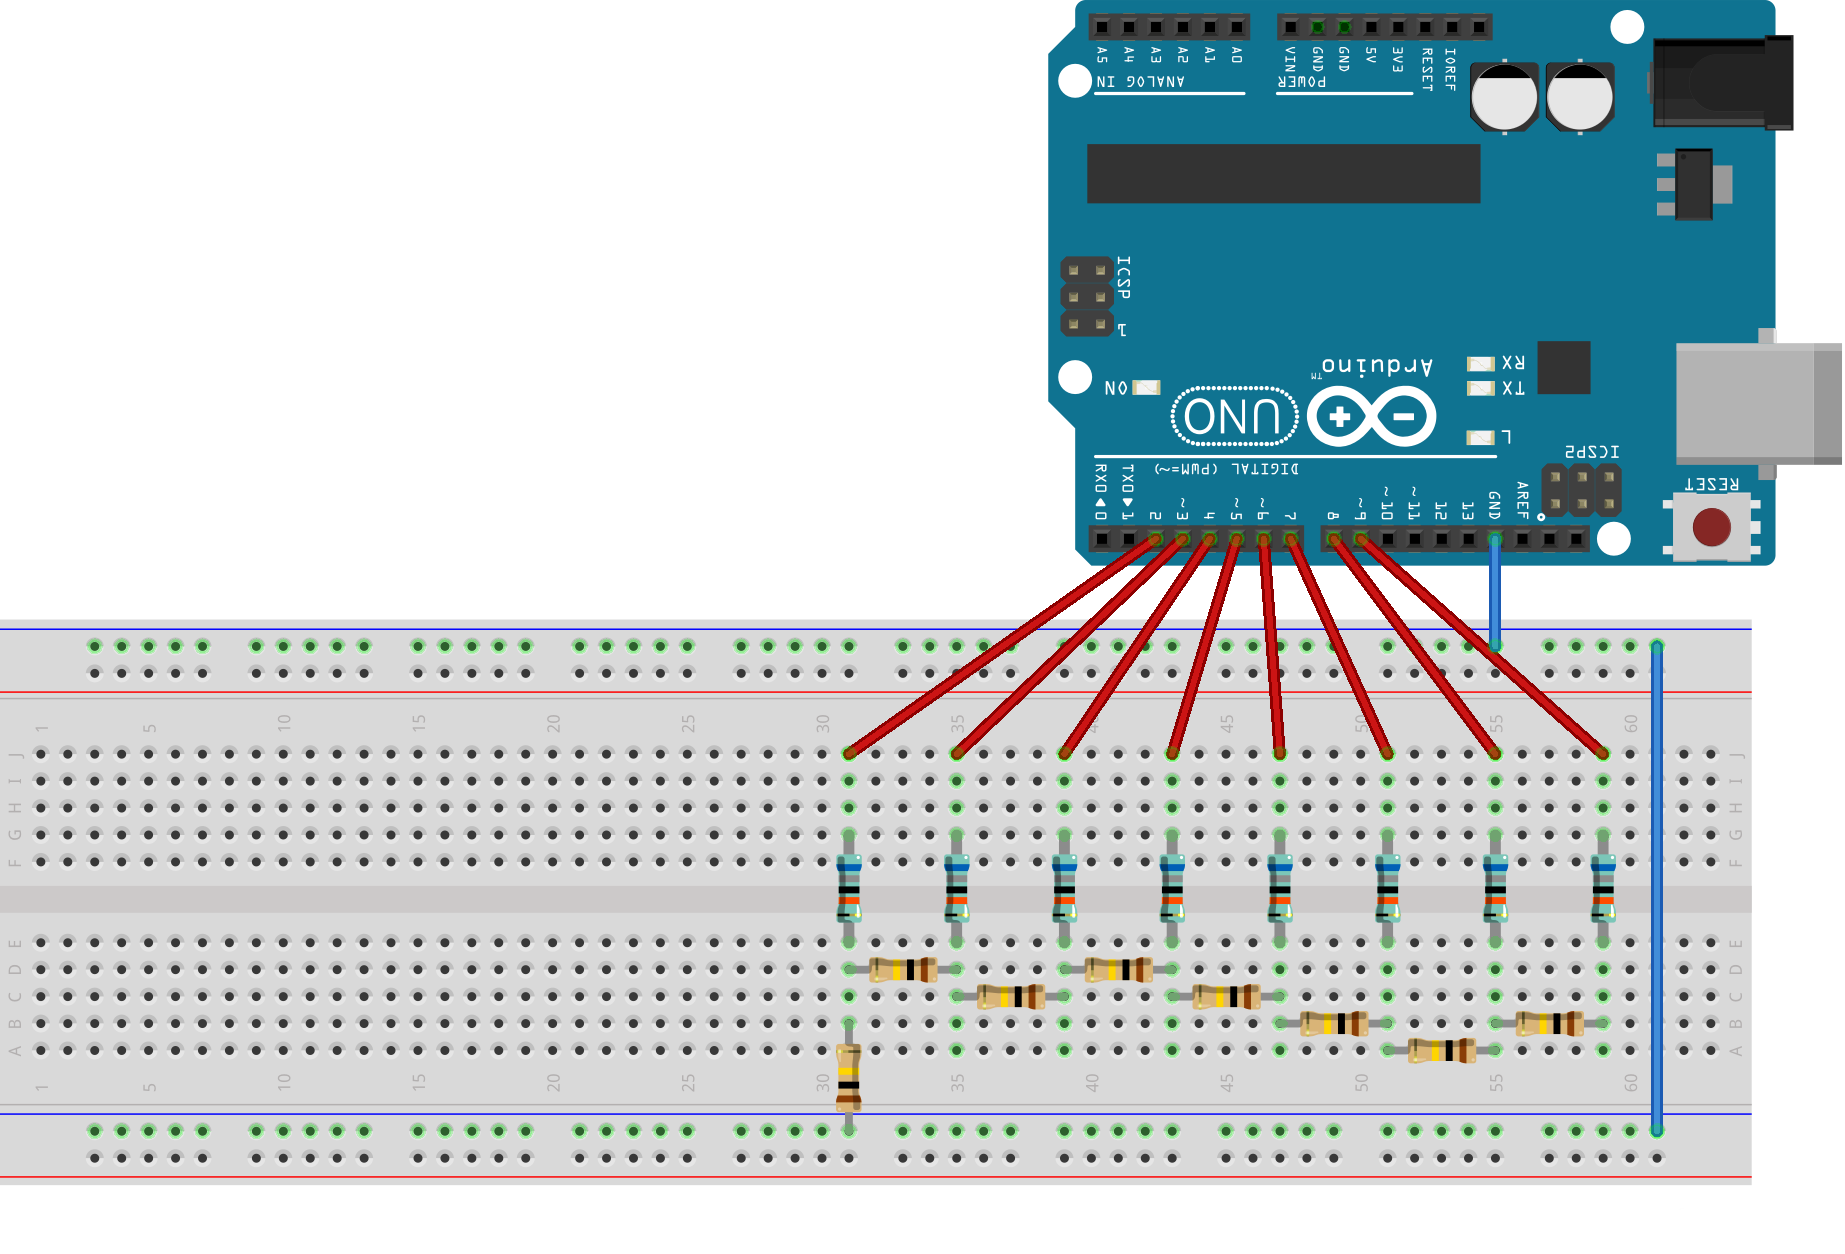 A5 A4 A3 A2 A1 A0
VIN GND GND 5V 3V3 RESET IOREF
ANALOG IN
POWER
ICSP
1
Arduino
TM
RX
TX
ON
UNO
L
ICSP2
DIGITAL (PWM=~)
RESET
RX0 TX0
0 1 2 ~3 4 ~5 ~6 7 8 ~9 ~10 ~11 12 13 GND AREF
1 5 10 15 20 25 30 35 40 45 50 55 60
J J
I I
H H
G G
F F
E E
D D
C C
B B
A A
1 5 10 15 20 25 30 35 40 45 50 55 60